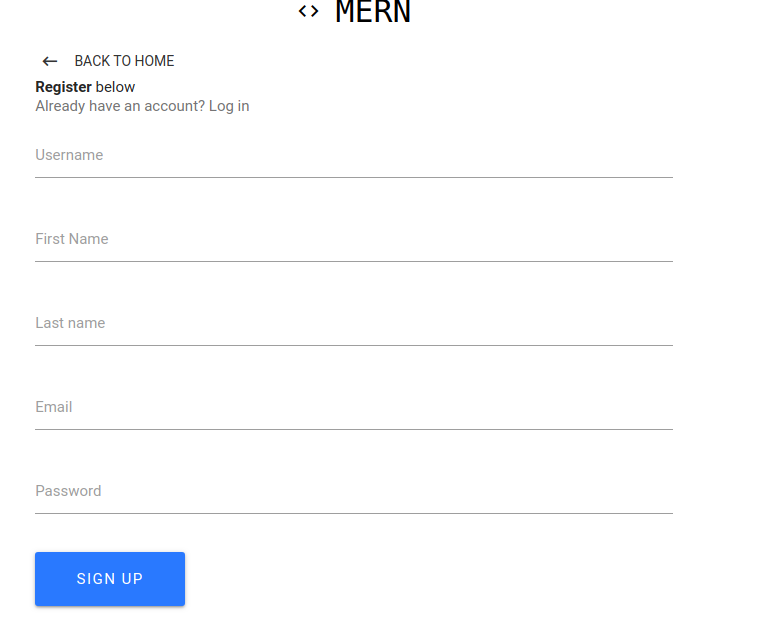 <> MERN
← BACK TO HOME
Register below
Already have an account? Log in
Username
First Name
Last name
Email
Password
SIGN UP